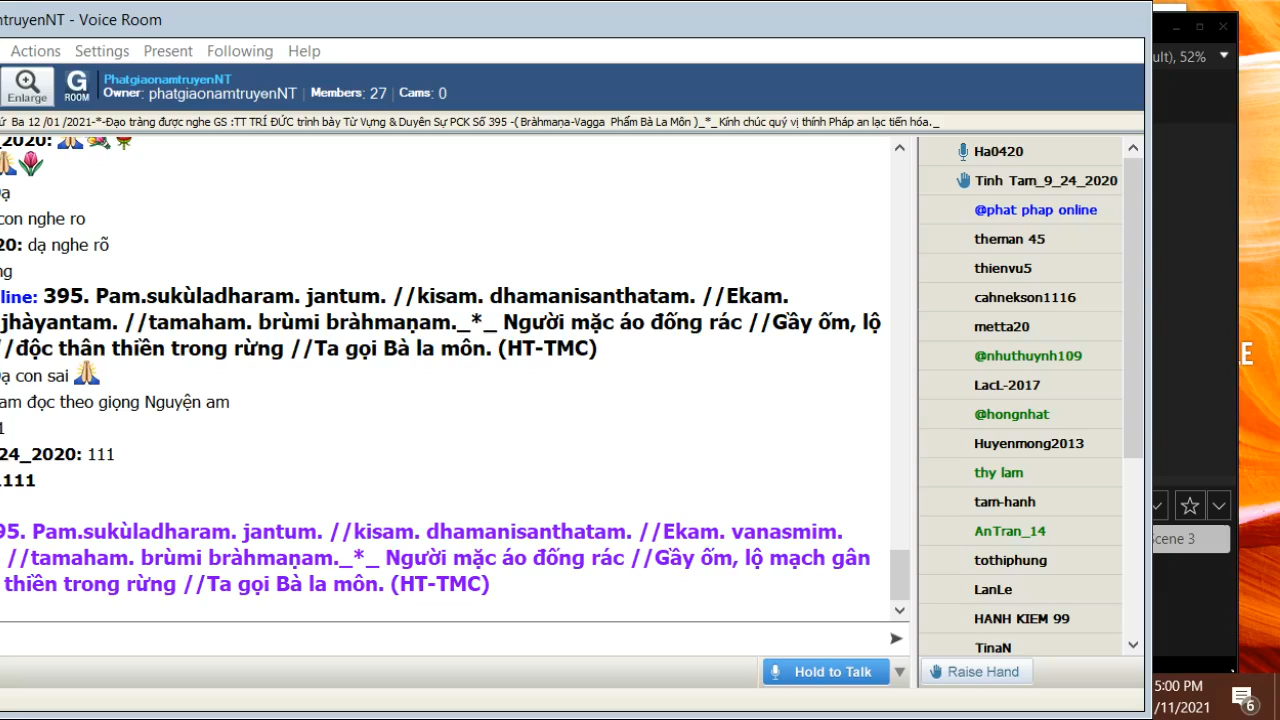 mtruyenNT - Voice Room
Actions Settings Present Following Help
Enlarge
G ROOM
PhatgiaonamtruyenNT
Owner: phatgiaonamtruyenNT | Members: 27 | Cams: 0
ứ Ba 12 /01 /2021-*-Đạo tràng được nghe GS :TT TRÍ ĐỨC trình bày Từ Vựng & Duyên Sự PCK Số 395 -( Bràhmaṇa-Vagga Phẩm Bà La Môn )_*_Kính chúc quý vị thính Pháp an lạc tiến hóa._
_2020:
ạ
con nghe ro
20: dạ nghe rõ
ng
line: 395. Pam.sukùladharam. jantum. //kisam. dhamanisanthatam. //Ekam.
jhàyantam. //tamaham. brùmi bràhmaṇam._*_ Người mặc áo đống rác //Gầy ốm, lộ
//độc thân thiền trong rừng //Ta gọi Bà la môn. (HT-TMC)
ạ con sai
am đọc theo giọng Nguyện am
1
24_2020: 111
1111
95. Pam.sukùladharam. jantum. //kisam. dhamanisanthatam. //Ekam. vanasmim.
//tamaham. brùmi bràhmaṇam._*_ Người mặc áo đống rác //Gầy ốm, lộ mạch gân
thiền trong rừng //Ta gọi Bà la môn. (HT-TMC)
Hold to Talk
Ha0420
Tinh Tam_9_24_2020
@phat phap online
theman 45
thienvu5
cahnekson1116
metta20
@nhuthuynh109
LacL-2017
@hongnhat
Huyenmong2013
thy lam
tam-hanh
AnTran_14
tothiphung
LanLe
HANH KIEM 99
TinaN
Raise Hand
ult), 52%
LE
cene 3
5:00 PM
/11/2021
6